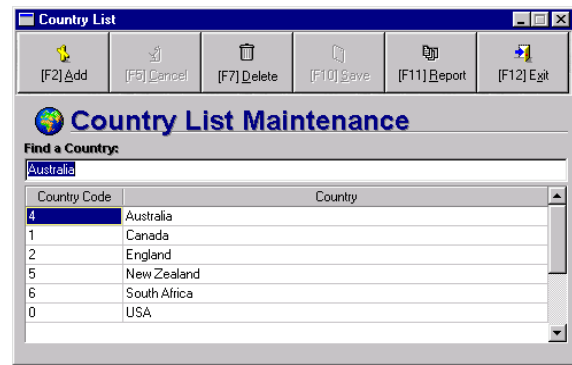 Country List
[F2] Add [F5] Cancel [F7] Delete [F10] Save [F11] Report [F12] Exit
Country List Maintenance
Find a Country:
Australia
Country Code Country
4 Australia
1 Canada
2 England
5 New Zealand
6 South Africa
0 USA